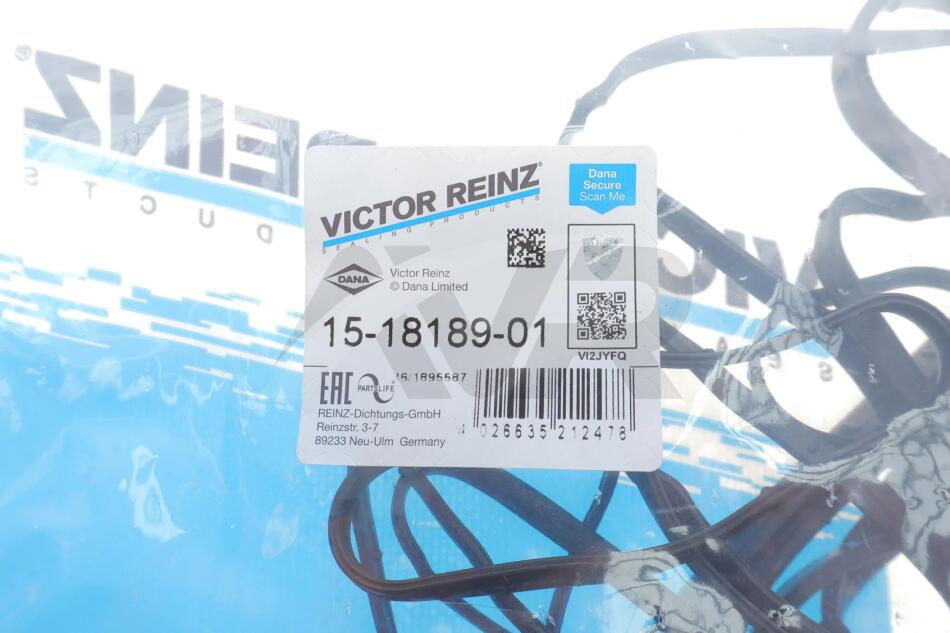 VICTOR REINZ®
SEALING PRODUCTS
Dana
Secure
Scan Me
DANA
Victor Reinz
© Dana Limited
15-18189-01
VI2JYFQ
EAC
PARTSLIFE
REINZ-Dichtungs-GmbH
Reinzstr. 3-7
89233 Neu-Ulm Germany
4 026635 212478